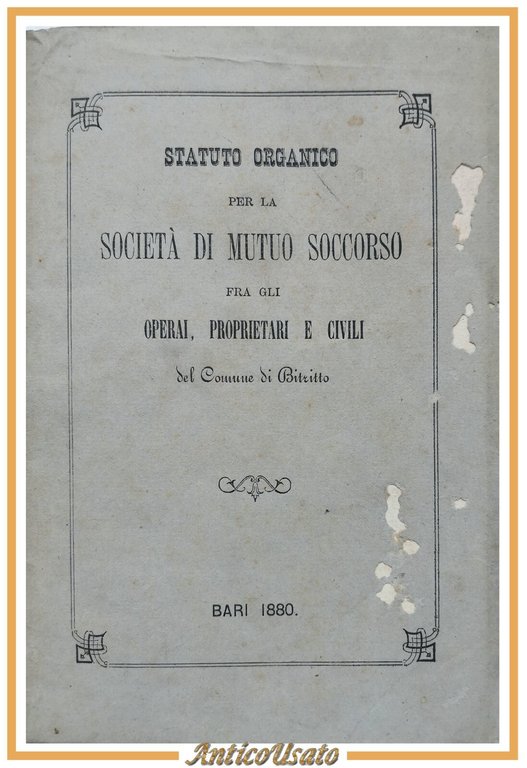 STATUTO ORGANICO
PER LA
SOCIETÀ DI MUTUO SOCCORSO
FRA GLI
OPERAI, PROPRIETARI E CIVILI
del Comune di Bitritto
BARI 1880.
AnticoUsato